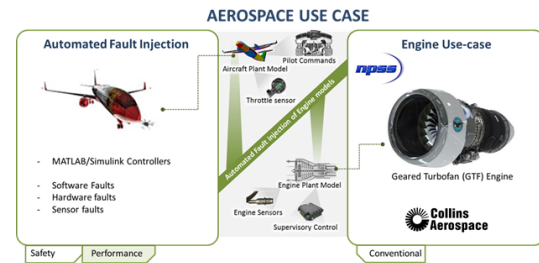 AEROSPACE USE CASE
Automated Fault Injection
- MATLAB/Simulink Controllers
- Software Faults
- Hardware faults
- Sensor faults
Safety
Performance
Pilot Commands
Aircraft Plant Model
Throttle sensor
Automated Fault Injection of Engine models
Engine Plant Model
Engine Sensors
Supervisory Control
Engine Use-case
npss
Geared Turbofan (GTF) Engine
Collins
Aerospace
Conventional